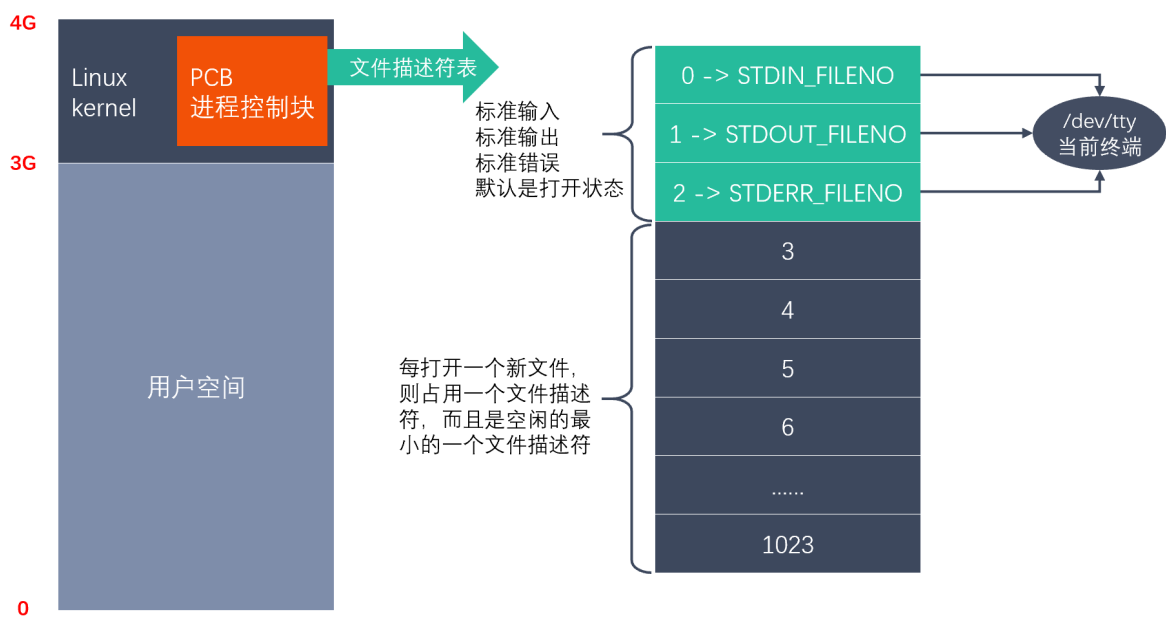 4G
Linux
kernel
PCB
进程控制块
文件描述符表
3G
用户空间
0
标准输入
标准输出
标准错误
默认是打开状态
每打开一个新文件，
则占用一个文件描述
符，而且是空闲的最
小的一个文件描述符
0 -> STDIN_FILENO
1 -> STDOUT_FILENO
2 -> STDERR_FILENO
3
4
5
6
......
1023
/dev/tty
当前终端